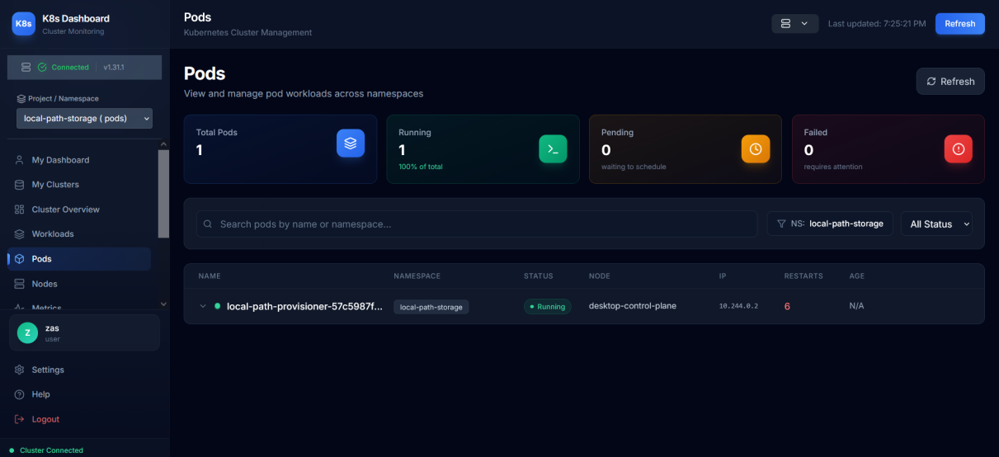 K8s
K8s Dashboard
Cluster Monitoring
Connected
v1.31.1
Project / Namespace
local-path-storage ( pods)
My Dashboard
My Clusters
Cluster Overview
Workloads
Pods
Nodes
Metrics
Z
zas
user
Settings
Help
Logout
Cluster Connected
Pods
Kubernetes Cluster Management
Last updated: 7:25:21 PM
Refresh
Pods
View and manage pod workloads across namespaces
Refresh
Total Pods
1
Running
1
100% of total
Pending
0
waiting to schedule
Failed
0
requires attention
Search pods by name or namespace...
NS: local-path-storage
All Status
NAME NAMESPACE STATUS NODE IP RESTARTS AGE
local-path-provisioner-57c5987f... local-path-storage Running desktop-control-plane 10.244.0.2 6 N/A